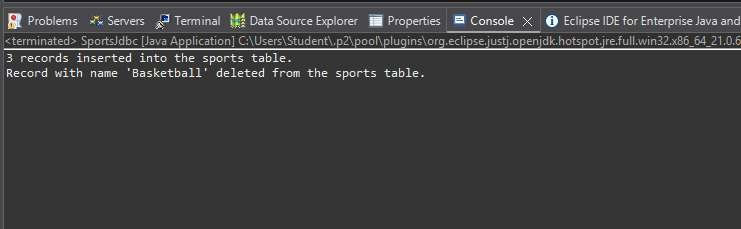 Problems Servers Terminal Data Source Explorer Properties Console Eclipse IDE for Enterprise Java and
<terminated> SportsJdbc [Java Application] C:\Users\Student\.p2\pool\plugins\org.eclipse.justj.openjdk.hotspot.jre.full.win32.x86_64_21.0.6
3 records inserted into the sports table.
Record with name 'Basketball' deleted from the sports table.